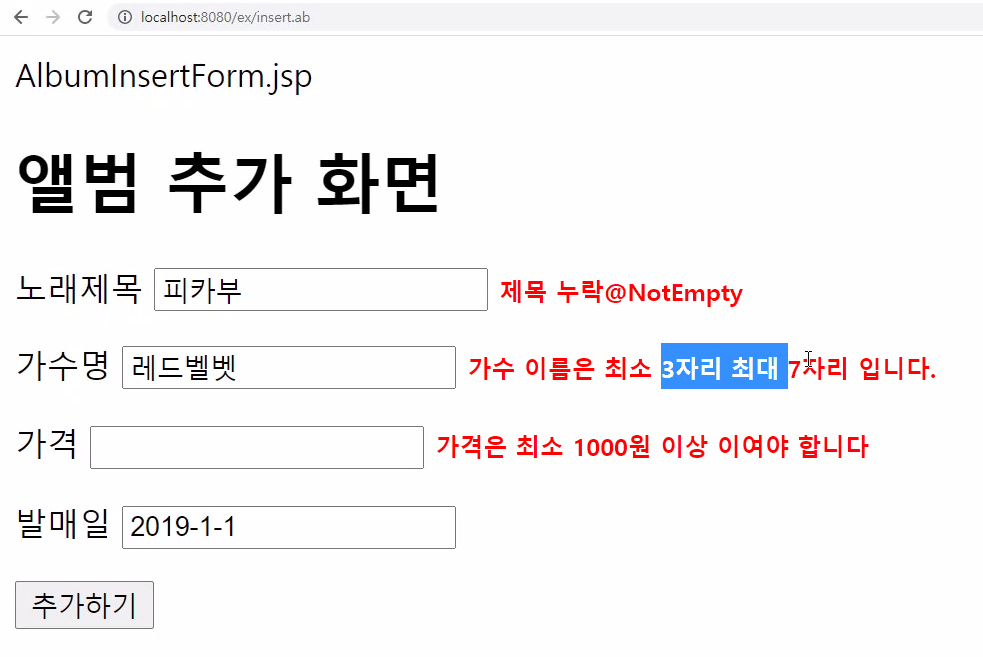 localhost:8080/ex/insert.ab
AlbumInsertForm.jsp
앨범 추가 화면
노래제목 피카부 제목 누락@NotEmpty
가수명 레드벨벳 가수 이름은 최소 3자리 최대 7자리 입니다.
가격 가격은 최소 1000원 이상 이여야 합니다
발매일 2019-1-1
추가하기